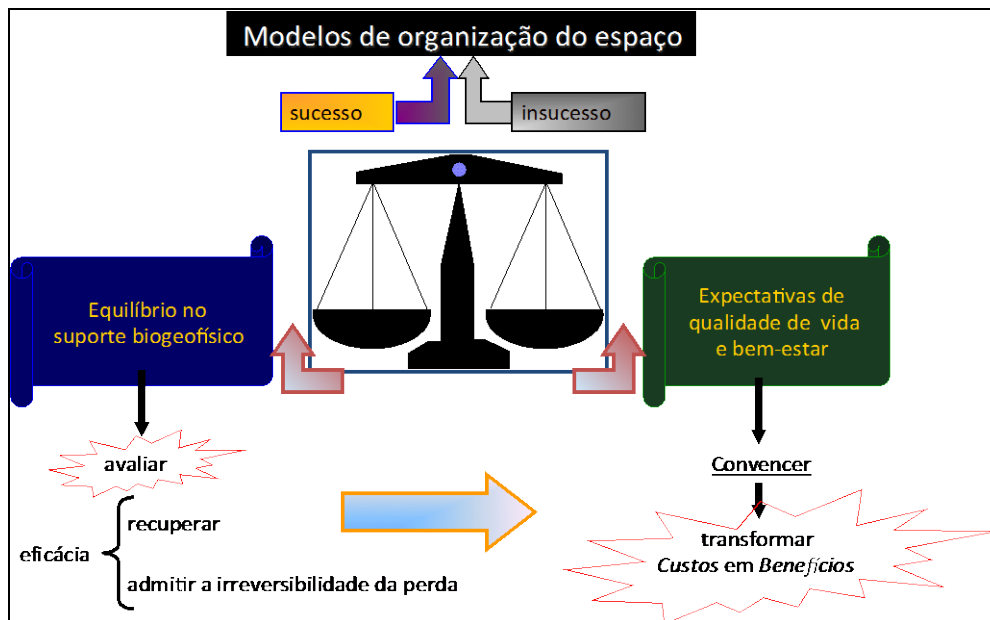 Modelos de organização do espaço
sucesso
insucesso
Equilíbrio no
suporte biogeofísico
Expectativas de
qualidade de vida
e bem-estar
avaliar
eficácia
recuperar
admitir a irreversibilidade da perda
Convencer
transformar
Custos em Benefícios